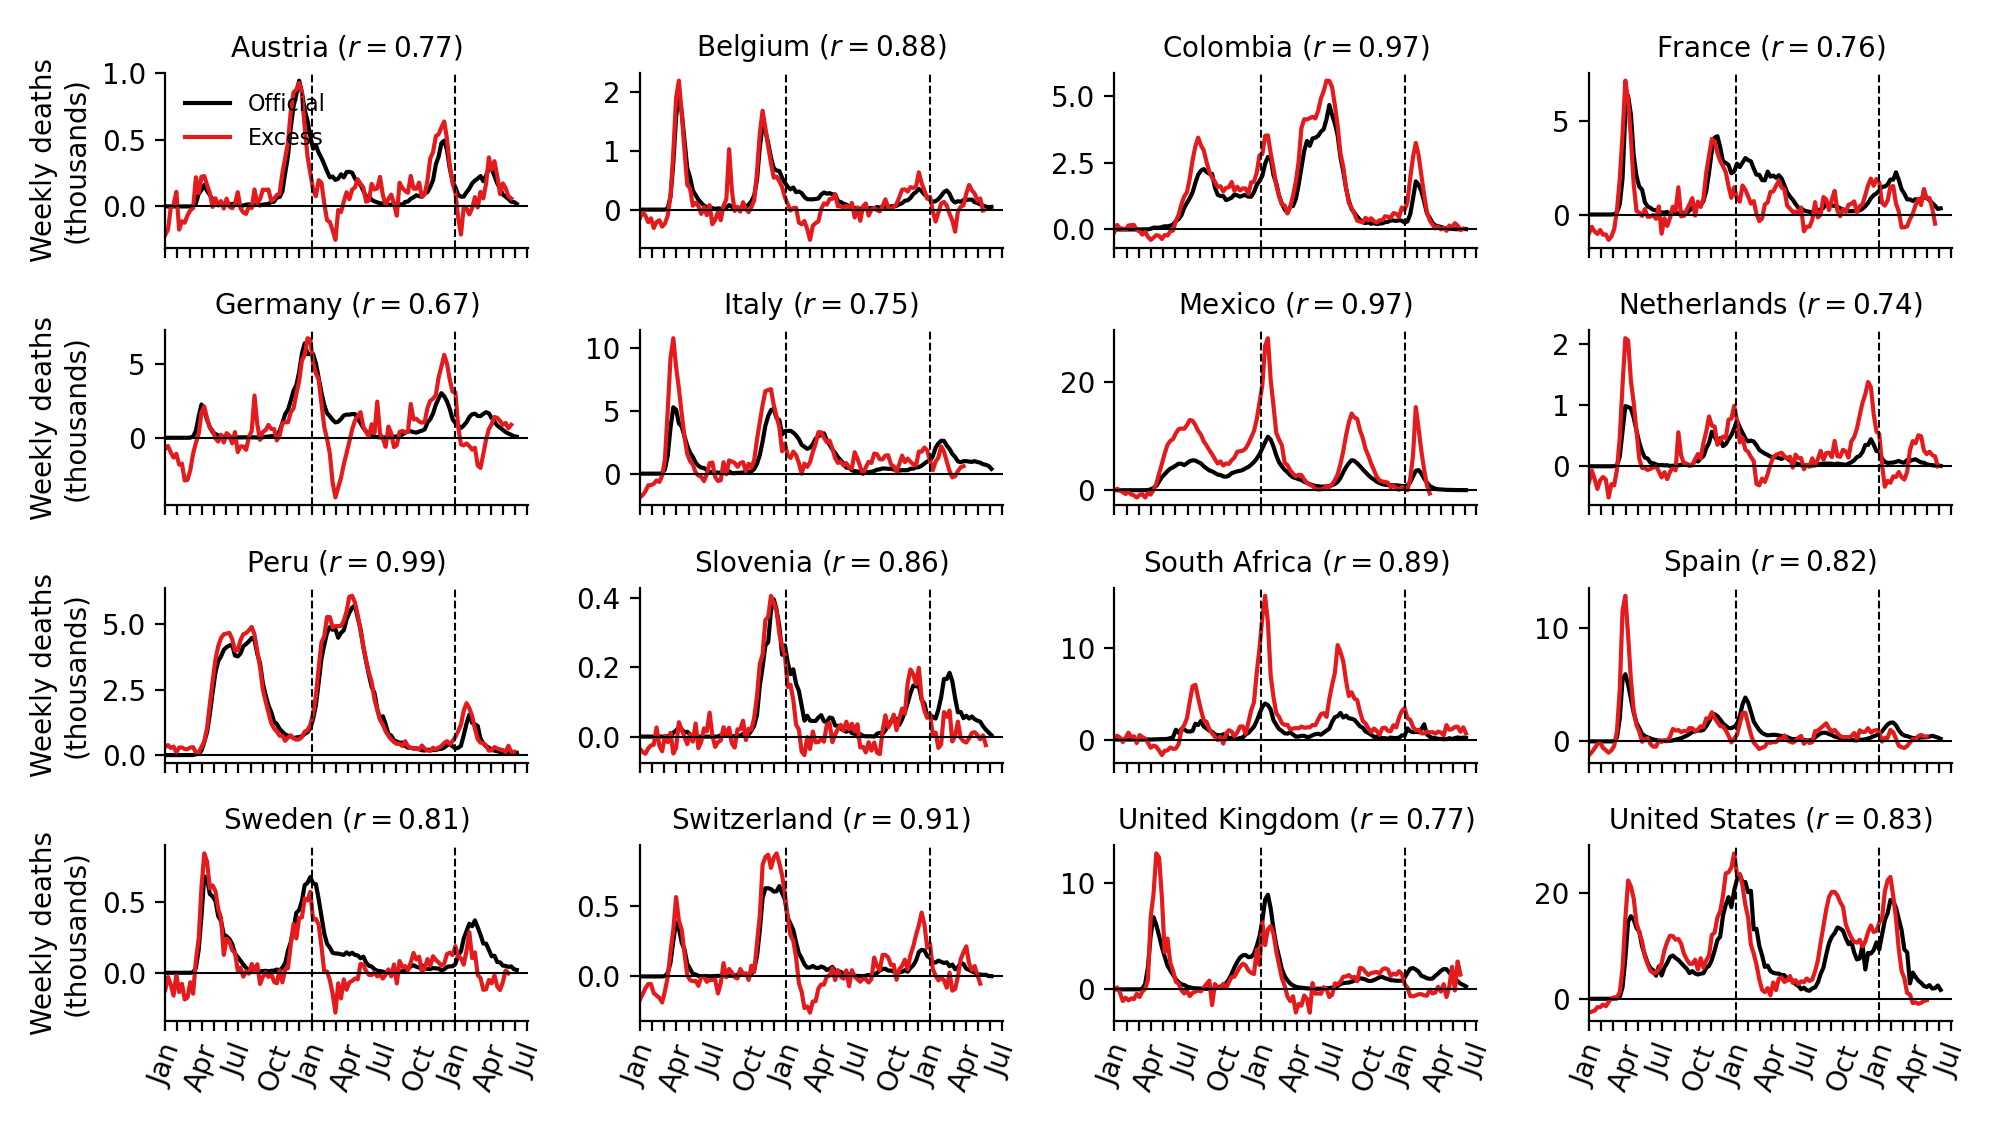 Austria (r = 0.77)
Belgium (r = 0.88)
Colombia (r = 0.97)
France (r = 0.76)
Weekly deaths
(thousands)
1.0
0.5
0.0
Official
Excess
2
1
0
5.0
2.5
0.0
5
0
Germany (r = 0.67)
Italy (r = 0.75)
Mexico (r = 0.97)
Netherlands (r = 0.74)
Weekly deaths
(thousands)
5
0
10
5
0
20
0
2
1
0
Peru (r = 0.99)
Slovenia (r = 0.86)
South Africa (r = 0.89)
Spain (r = 0.82)
Weekly deaths
(thousands)
5.0
2.5
0.0
0.4
0.2
0.0
10
0
10
0
Sweden (r = 0.81)
Switzerland (r = 0.91)
United Kingdom (r = 0.77)
United States (r = 0.83)
Weekly deaths
(thousands)
0.5
0.0
0.5
0.0
10
0
20
0
Jan Apr Jul Oct Jan Apr Jul Oct Jan Apr Jul
Jan Apr Jul Oct Jan Apr Jul Oct Jan Apr Jul
Jan Apr Jul Oct Jan Apr Jul Oct Jan Apr Jul
Jan Apr Jul Oct Jan Apr Jul Oct Jan Apr Jul